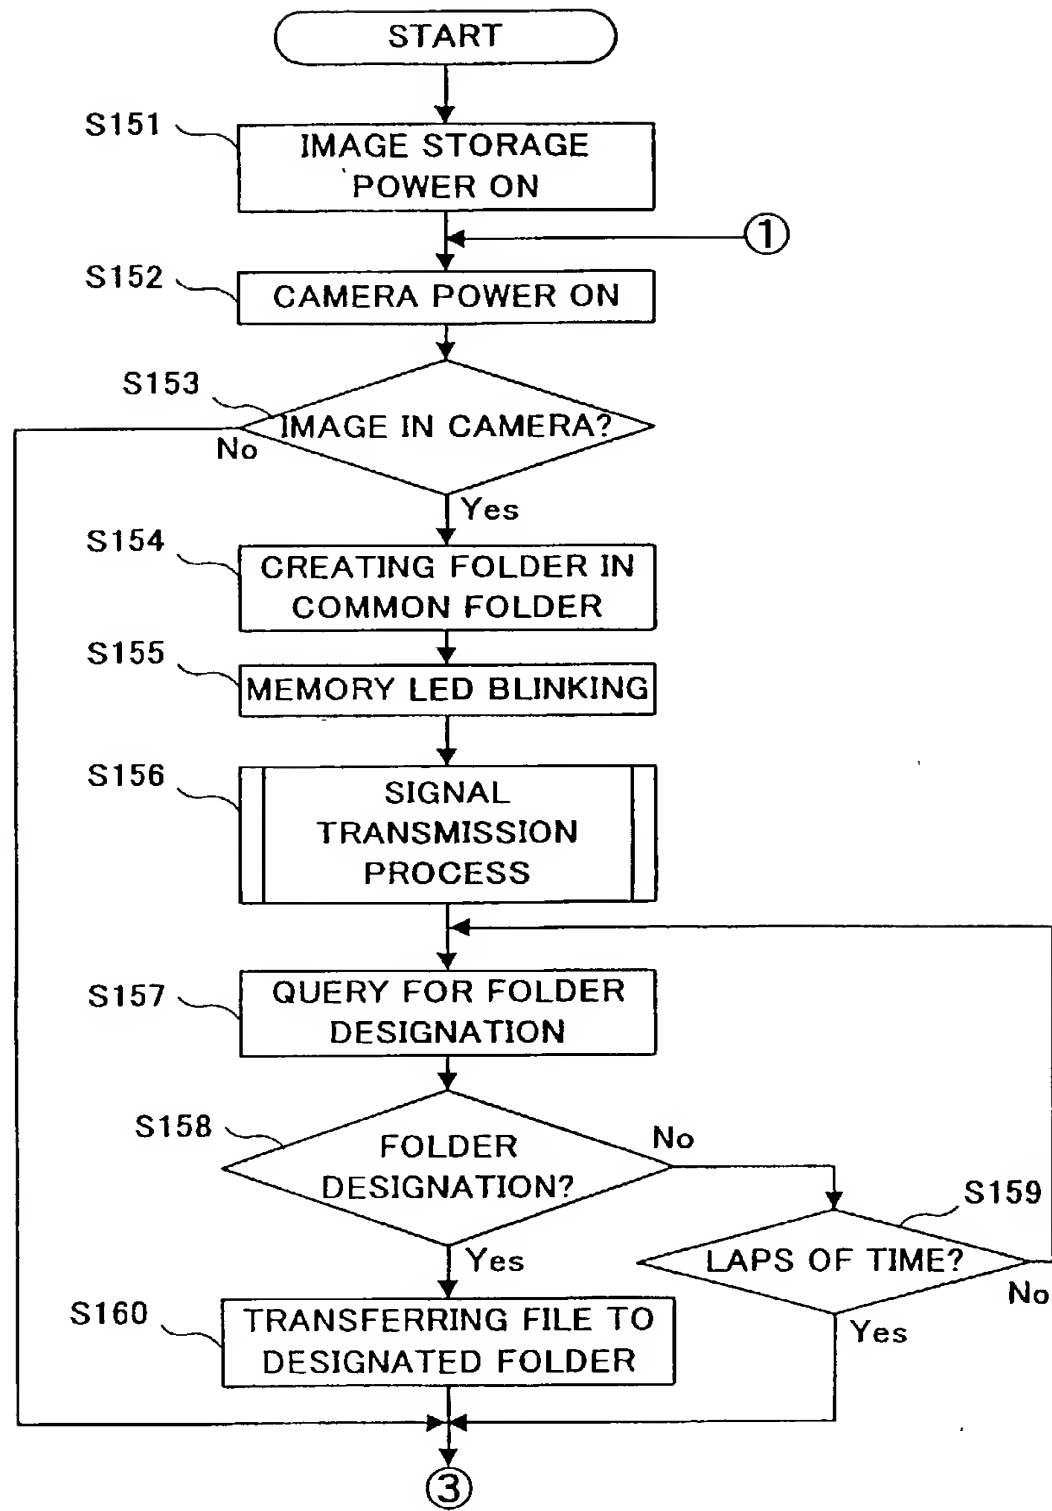 START
S151
IMAGE STORAGE
POWER ON
①
S152
CAMERA POWER ON
S153
IMAGE IN CAMERA?
No
Yes
S154
CREATING FOLDER IN
COMMON FOLDER
S155
MEMORY LED BLINKING
S156
SIGNAL
TRANSMISSION
PROCESS
S157
QUERY FOR FOLDER
DESIGNATION
S158
FOLDER
DESIGNATION?
No
Yes
S159
LAPS OF TIME?
No
Yes
S160
TRANSFERRING FILE TO
DESIGNATED FOLDER
③